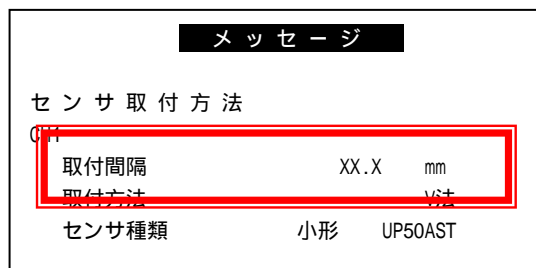 メッセージ
センサ取付方法
CH1
取付間隔 XX.X mm
取付方法 V法
センサ種類 小形 UP50AST